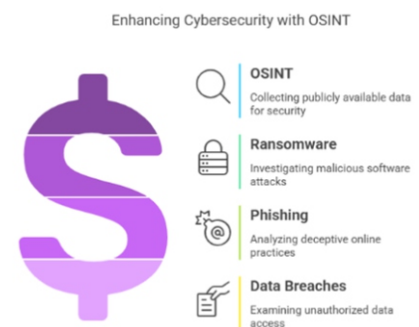 Enhancing Cybersecurity with OSINT
OSINT
Collecting publicly available data
for security
Ransomware
Investigating malicious software
attacks
Phishing
Analyzing deceptive online
practices
Data Breaches
Examining unauthorized data
access